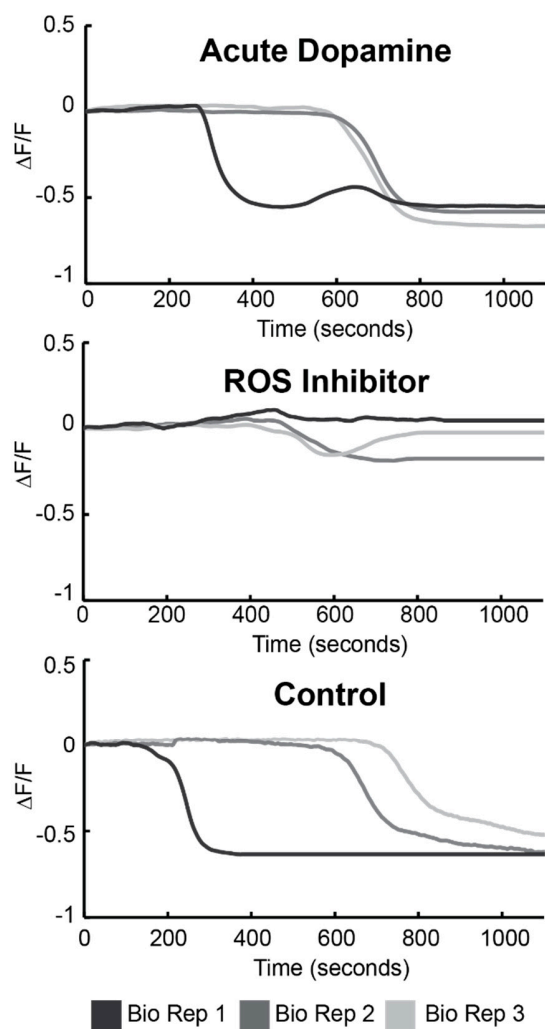 Acute Dopamine
0.5
0
-0.5
-1
ΔF/F
0 200 400 600 800 1000
Time (seconds)
ROS Inhibitor
0.5
0
-0.5
-1
ΔF/F
0 200 400 600 800 1000
Time (seconds)
Control
0.5
0
-0.5
-1
ΔF/F
0 200 400 600 800 1000
Time (seconds)
Bio Rep 1 Bio Rep 2 Bio Rep 3